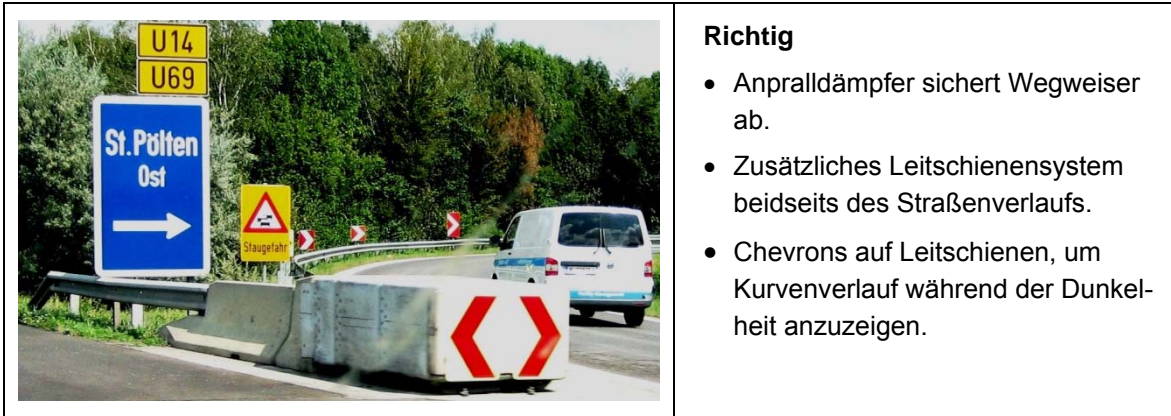 U14
U69
St.Pölten
Ost
Staugefahr
Richtig
• Anpralldämpfer sichert Wegweiser
ab.
• Zusätzliches Leitschienensystem
beidseits des Straßenverlaufs.
• Chevrons auf Leitschienen, um
Kurvenverlauf während der Dunkel-
heit anzuzeigen.